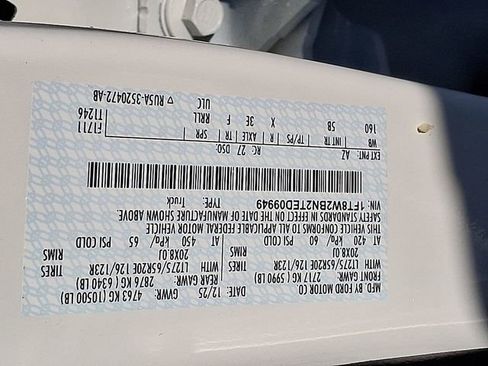 MFD. BY FORD MOTOR CO
DATE: 12/25 GVWR: 4763 KG (10500 LB)
FRONT GAWR: 2717 KG (5990 LB) REAR GAWR: 2876 KG (6340 LB)
WITH LT275/65R20E 126/123R TIRES WITH LT275/65R20E 126/123R TIRES
20X8.0J RIMS 20X8.0J RIMS
AT 420 kPa/ 60 PSI COLD AT 450 kPa/ 65 PSI COLD
THIS VEHICLE CONFORMS TO ALL APPLICABLE FEDERAL MOTOR VEHICLE
SAFETY STANDARDS IN EFFECT ON THE DATE OF MANUFACTURE SHOWN ABOVE.
VIN: 1FT8W2BN2TED09949 TYPE: Truck
EXT PNT: AZ RC: 27 DSO:
WB INT TR TP/PS R AXLE TR SPR F1711
160 SB X 3E F RRLL T1246
ULC
▽ RU5A-3520472-AB